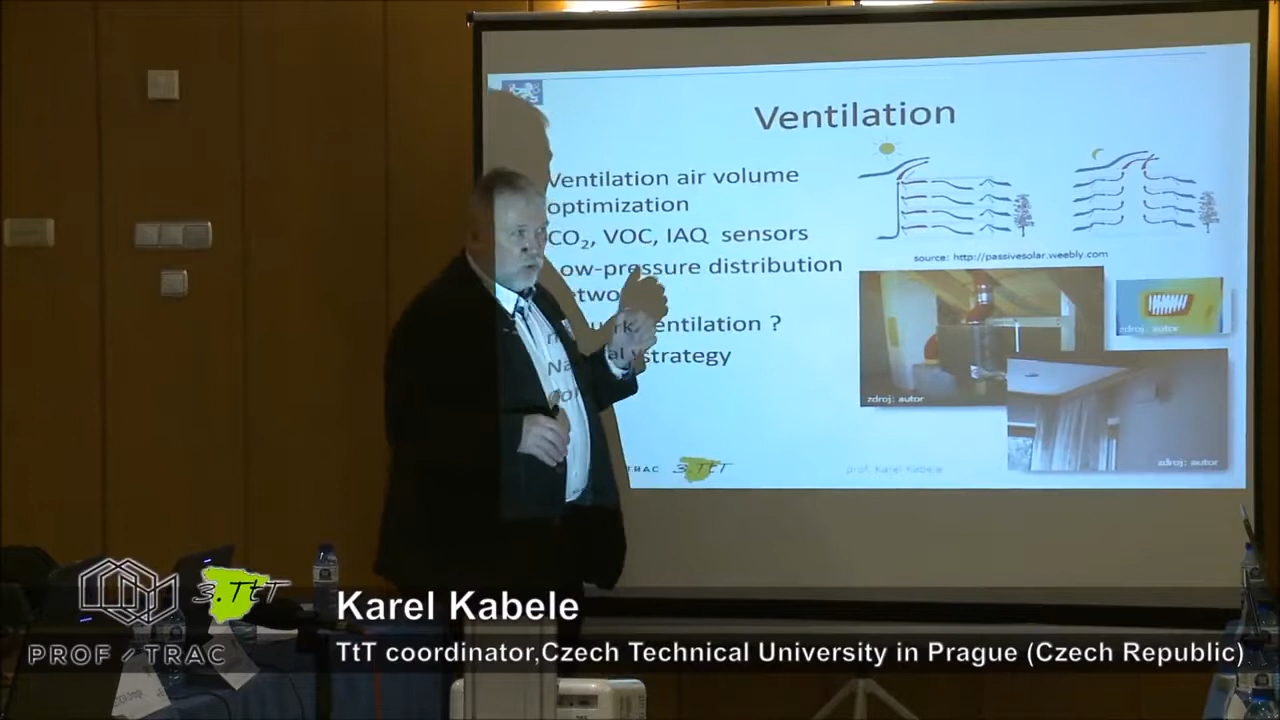 Ventilation
Ventilation air volume
optimization
CO₂, VOC, IAQ sensors
ow-pressure distribution
etwo
entilation ?
strategy
source: http://passivesolar.weebly.com
zdroj: autor
zdroj: autor
zdroj: autor
TRAC 3.TtT
prof. Karel Kabele
3.TtT
PROF / TRAC
Karel Kabele
TtT coordinator,Czech Technical University in Prague (Czech Republic)